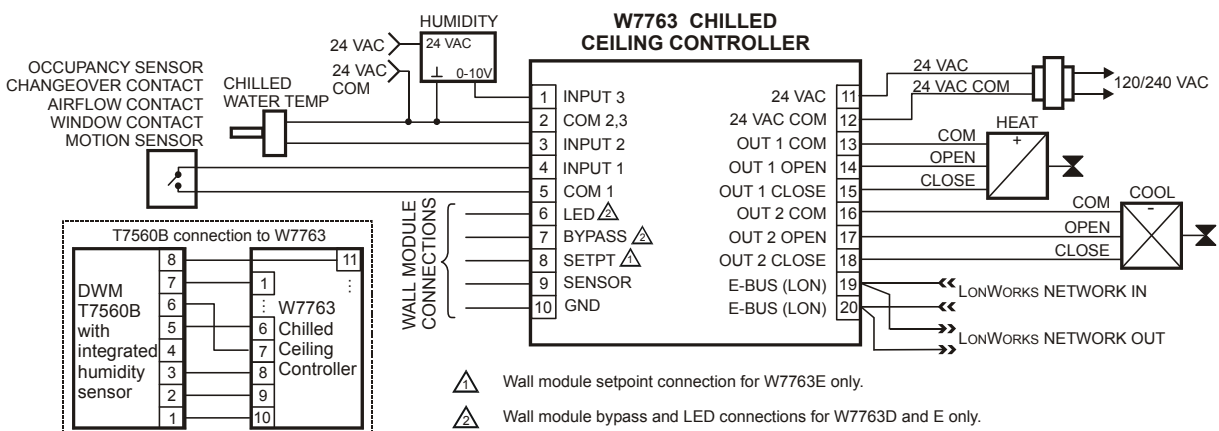 W7763 CHILLED
CEILING CONTROLLER
HUMIDITY
24 VAC
24 VAC
⊥ 0-10V
24 VAC
COM
OCCUPANCY SENSOR
CHANGEOVER CONTACT
AIRFLOW CONTACT
WINDOW CONTACT
MOTION SENSOR
CHILLED
WATER TEMP
1 INPUT 3
2 COM 2,3
3 INPUT 2
4 INPUT 1
5 COM 1
6 LED 2
7 BYPASS 2
8 SETPT 1
9 SENSOR
10 GND
WALL MODULE
CONNECTIONS
24 VAC 11
24 VAC COM 12
OUT 1 COM 13
OUT 1 OPEN 14
OUT 1 CLOSE 15
OUT 2 COM 16
OUT 2 OPEN 17
OUT 2 CLOSE 18
E-BUS (LON) 19
E-BUS (LON) 20
24 VAC
24 VAC COM
120/240 VAC
HEAT
+
COM
OPEN
CLOSE
COOL
-
COM
OPEN
CLOSE
LONWORKS NETWORK IN
LONWORKS NETWORK OUT
T7560B connection to W7763
DWM
T7560B
with
integrated
humidity
sensor
8
7
6
5
4
3
2
1
11
1
6
7
8
9
10
W7763
Chilled
Ceiling
Controller
1 Wall module setpoint connection for W7763E only.
2 Wall module bypass and LED connections for W7763D and E only.